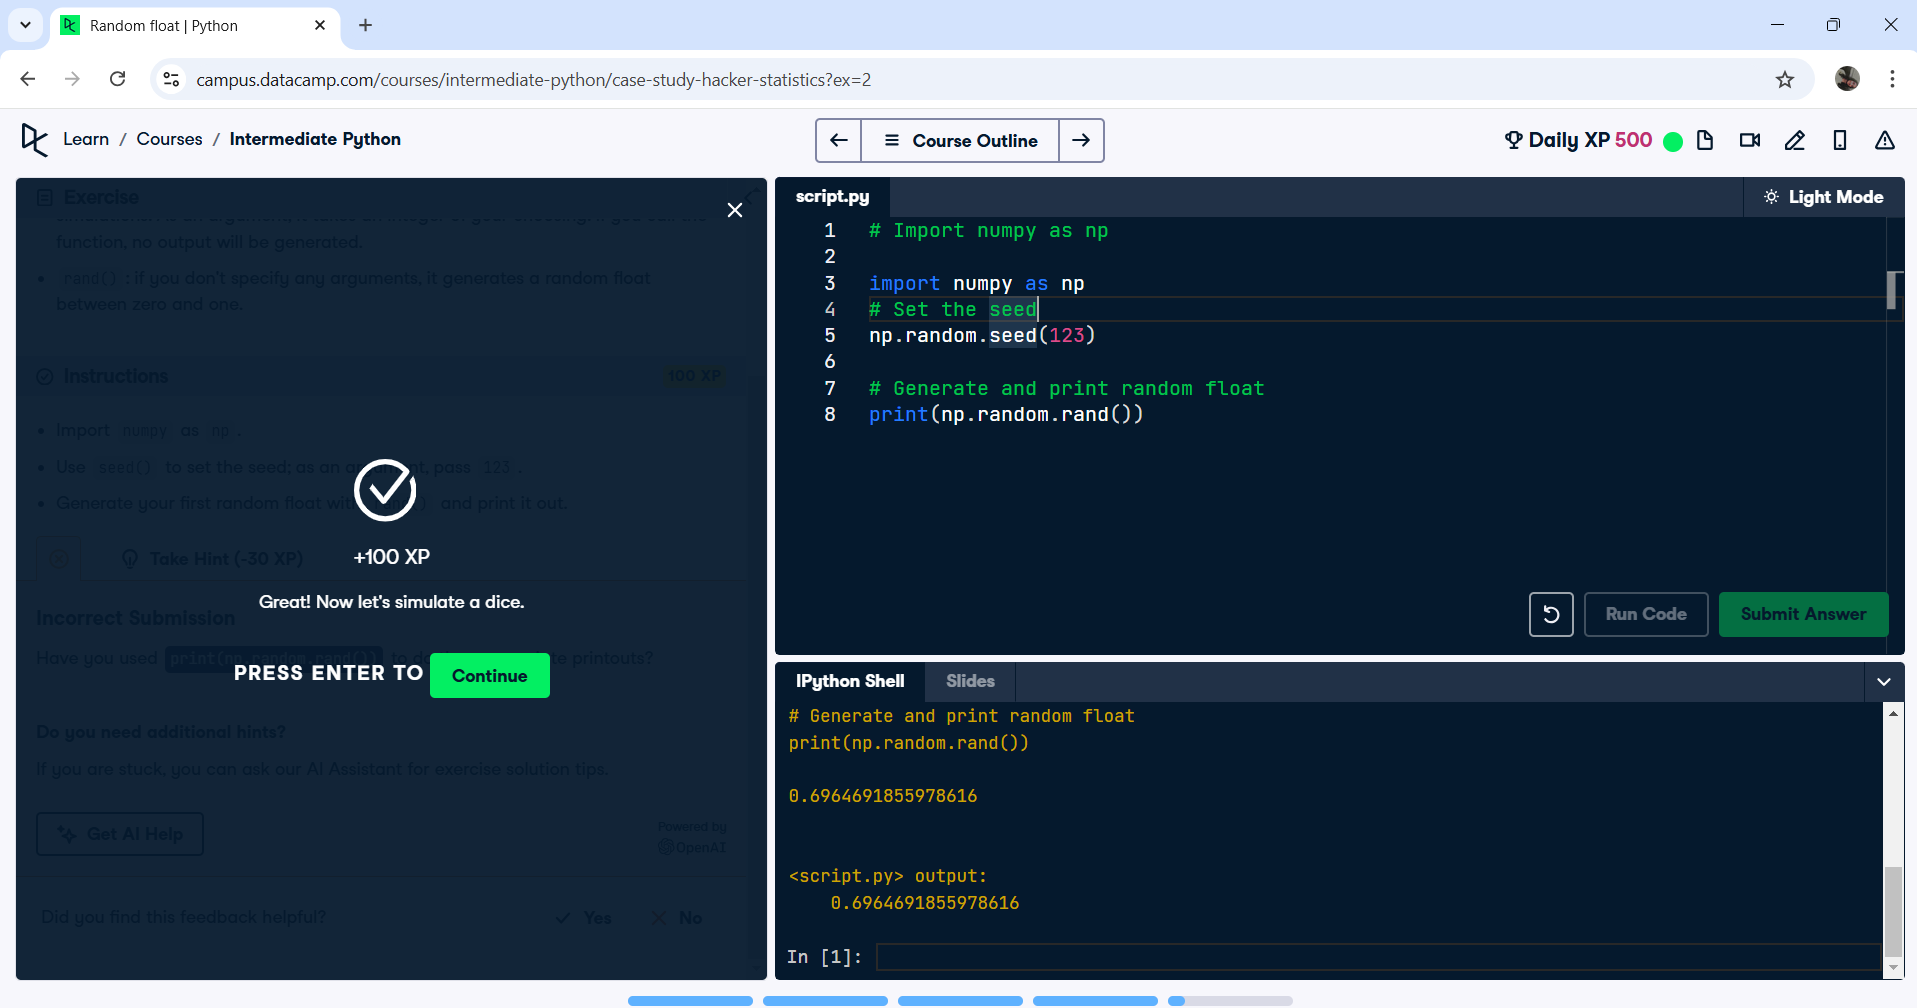 Random float | Python
campus.datacamp.com/courses/intermediate-python/case-study-hacker-statistics?ex=2
Learn / Courses / Intermediate Python
Course Outline
Daily XP 500
Exercise
function, no output will be generated.
rand() : if you don't specify any arguments, it generates a random float
between zero and one.
Instructions
100 XP
Import numpy as np .
Use seed() to set the seed; as an argument, pass 123 .
Generate your first random float with and print it out.
Take Hint (-30 XP)
+100 XP
Great! Now let's simulate a dice.
Incorrect Submission
Have you used print(np.random.rand()) to printouts?
PRESS ENTER TO Continue
Do you need additional hints?
If you are stuck, you can ask our AI Assistant for exercise solution tips.
Get AI Help
Powered by
OpenAI
Did you find this feedback helpful?
Yes
No
script.py
Light Mode
1 # Import numpy as np
2
3 import numpy as np
4 # Set the seed
5 np.random.seed(123)
6
7 # Generate and print random float
8 print(np.random.rand())
Run Code
Submit Answer
IPython Shell
Slides
# Generate and print random float
print(np.random.rand())
0.6964691855978616
<script.py> output:
0.6964691855978616
In [1]: